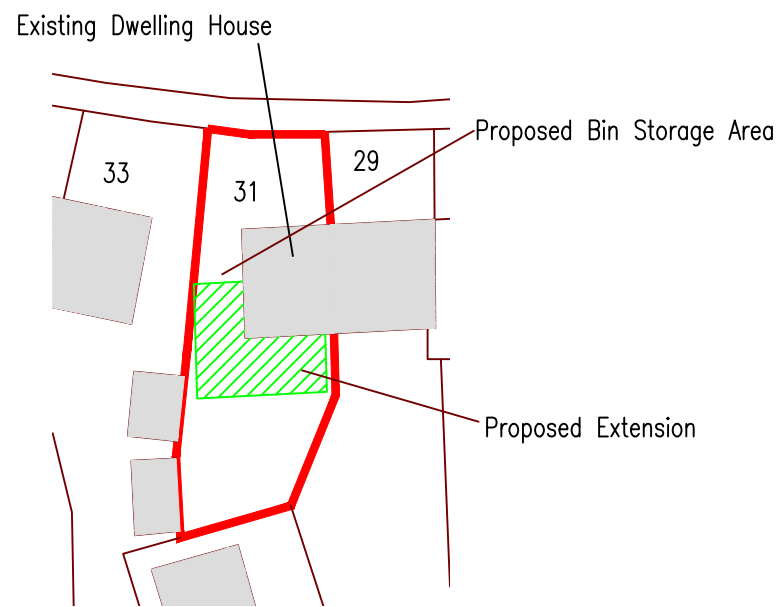 Existing Dwelling House
Proposed Bin Storage Area
29
33
31
Proposed Extension